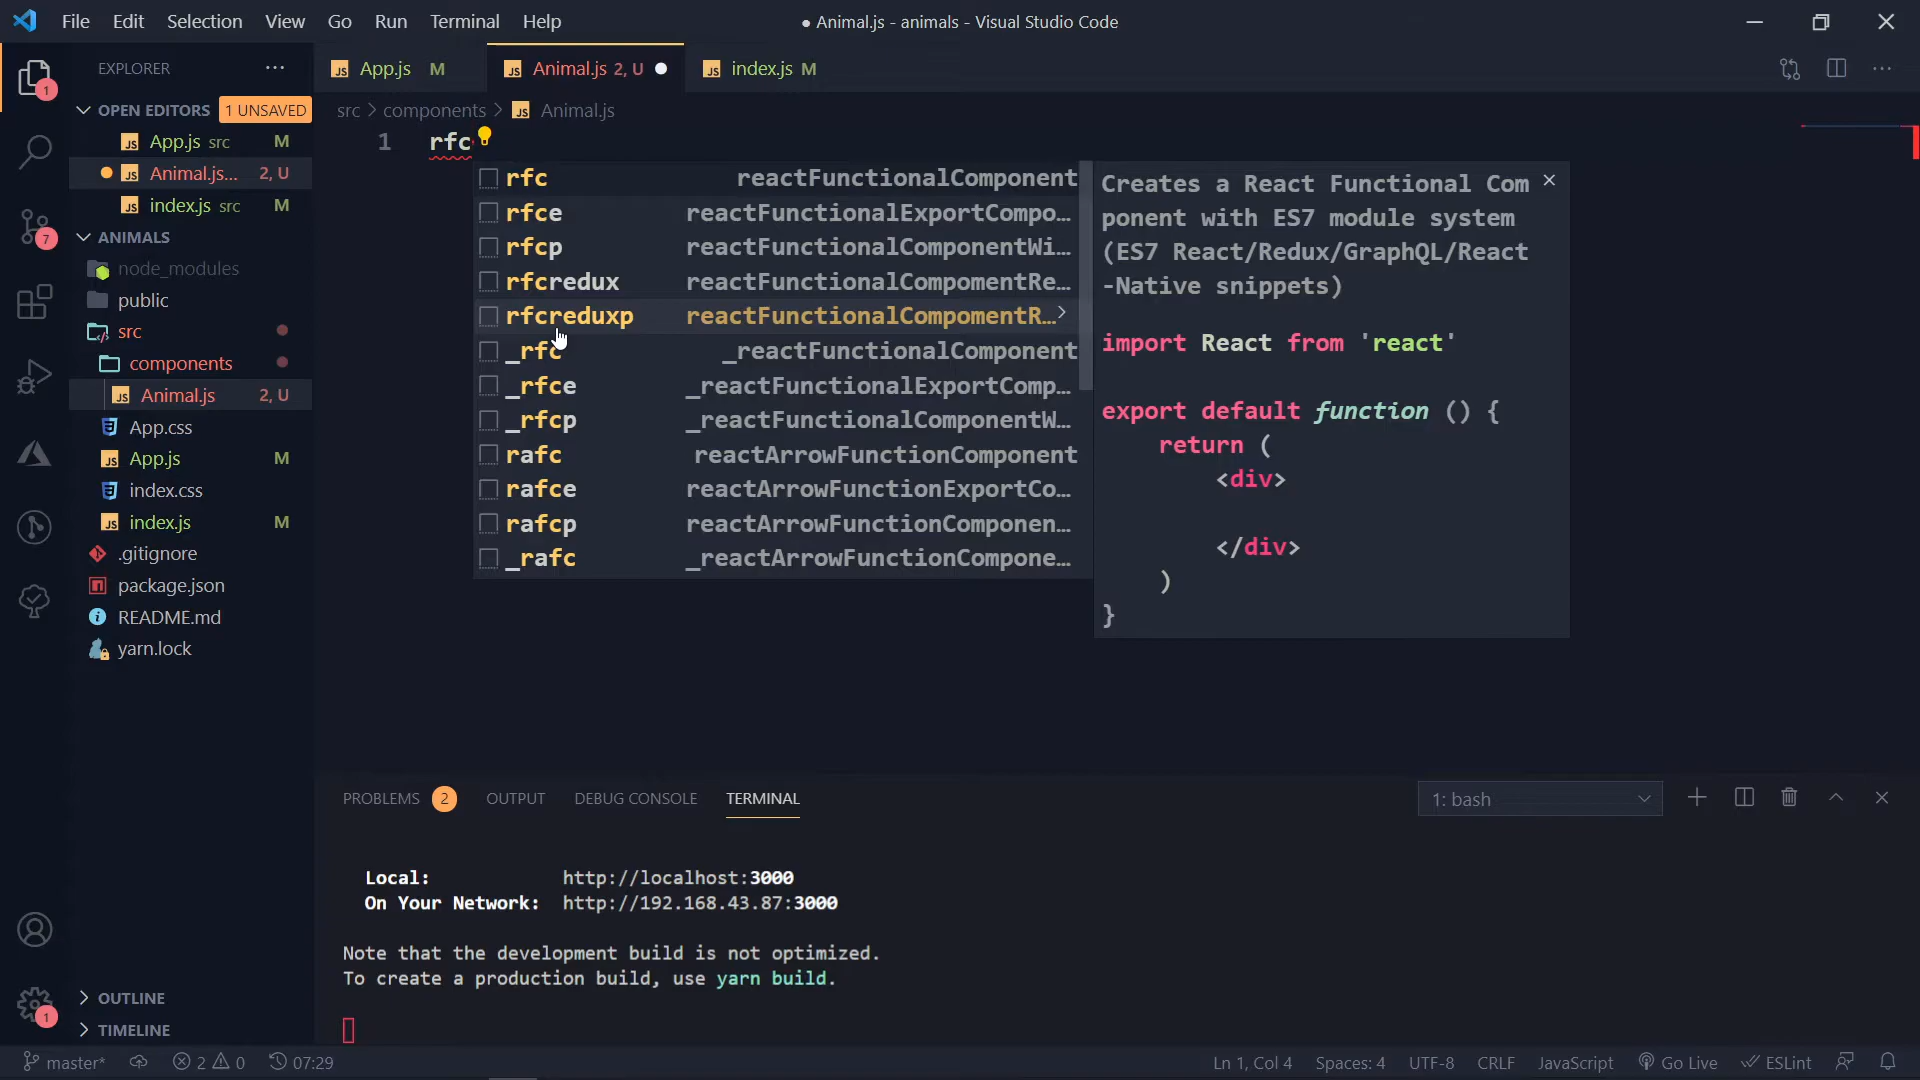 File Edit Selection View Go Run Terminal Help
● Animal.js - animals - Visual Studio Code
EXPLORER
OPEN EDITORS 1 UNSAVED
App.js src M
Animal.js... 2, U
index.js src M
ANIMALS
node_modules
public
src
components
Animal.js 2, U
App.css
App.js M
index.css
index.js M
.gitignore
package.json
README.md
yarn.lock
OUTLINE
TIMELINE
1
7
1
App.js M
Animal.js 2, U
index.js M
src > components > Animal.js
1 rfc
rfc reactFunctionalComponent
rfce reactFunctionalExportCompo...
rfcp reactFunctionalComponentWi...
rfcredux reactFunctionalCompomentRe...
rfcreduxp reactFunctionalCompomentR...
_rfc _reactFunctionalComponent
_rfce _reactFunctionalExportComp...
_rfcp _reactFunctionalComponentW...
rafc reactArrowFunctionComponent
rafce reactArrowFunctionExportCo...
rafcp reactArrowFunctionComponen...
_rafc _reactArrowFunctionCompone...
Creates a React Functional Com
ponent with ES7 module system
(ES7 React/Redux/GraphQL/React
-Native snippets)
import React from 'react'
export default function () {
return (
<div>
</div>
)
}
PROBLEMS 2 OUTPUT DEBUG CONSOLE TERMINAL
1: bash
Local: http://localhost:3000
On Your Network: http://192.168.43.87:3000
Note that the development build is not optimized.
To create a production build, use yarn build.
master* 2 0 07:29
Ln 1, Col 4 Spaces: 4 UTF-8 CRLF JavaScript Go Live ESLint